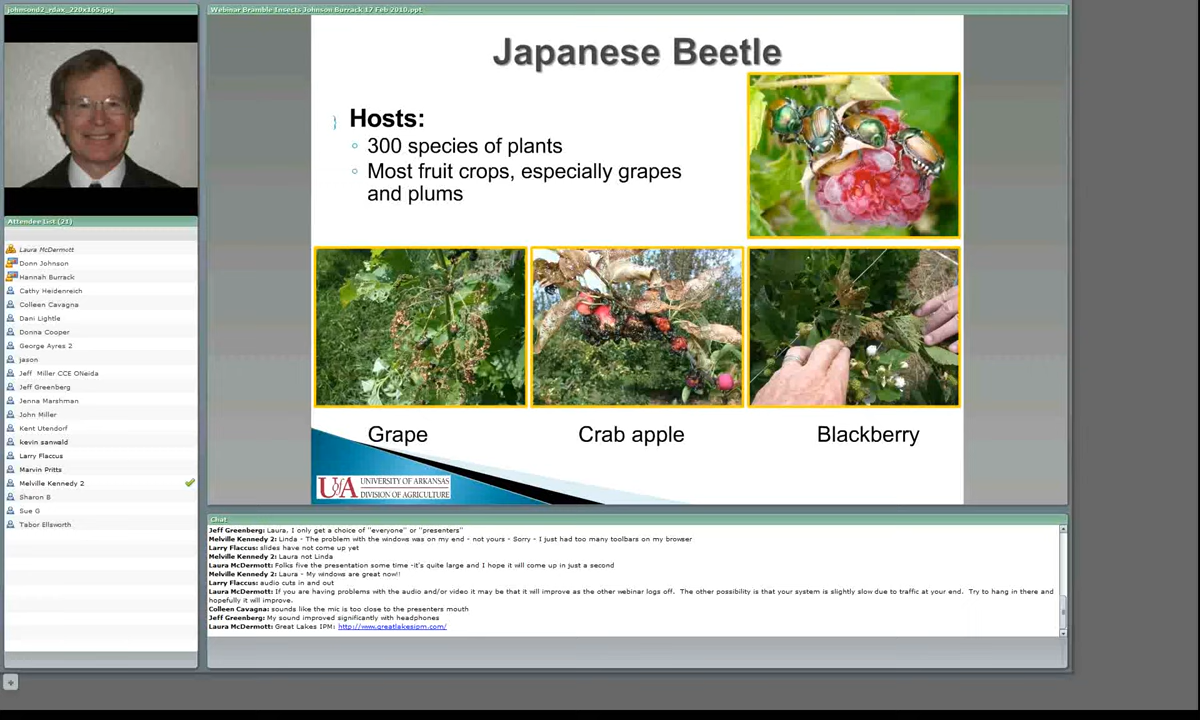 johnsond2_rdax_220x165.jpg
Webinar Bramble Insects Johnson Burrack 17 Feb 2010.ppt
Japanese Beetle
Hosts:
300 species of plants
Most fruit crops, especially grapes
and plums
Grape
Crab apple
Blackberry
UofA UNIVERSITY OF ARKANSAS
DIVISION OF AGRICULTURE
Attendee List (21)
Laura McDermott
Donn Johnson
Hannah Burrack
Cathy Heidenreich
Colleen Cavagna
Dani Lightle
Donna Cooper
George Ayres 2
jason
Jeff Miller CCE ONeida
Jeff Greenberg
Jenna Marshman
John Miller
Kent Utendorf
kevin sanwald
Larry Flaccus
Marvin Pritts
Melville Kennedy 2
Sharon B
Sue G
Tabor Ellsworth
Chat
Jeff Greenberg: Laura, I only get a choice of "everyone" or "presenters"
Melville Kennedy 2: Linda - The problem with the windows was on my end - not yours - Sorry - I just had too many toolbars on my browser
Larry Flaccus: slides have not come up yet
Melville Kennedy 2: Laura not Linda
Laura McDermott: Folks five the presentation some time -it's quite large and I hope it will come up in just a second
Melville Kennedy 2: Laura - My windows are great now!!
Larry Flaccus: audio cuts in and out
Laura McDermott: If you are having problems with the audio and/or video it may be that it will improve as the other webinar logs off. The other possibility is that your system is slightly slow due to traffic at your end. Try to hang in there and
hopefully it will improve.
Colleen Cavagna: sounds like the mic is too close to the presenters mouth
Jeff Greenberg: My sound improved significantly with headphones
Laura McDermott: Great Lakes IPM: http://www.greatlakesipm.com/